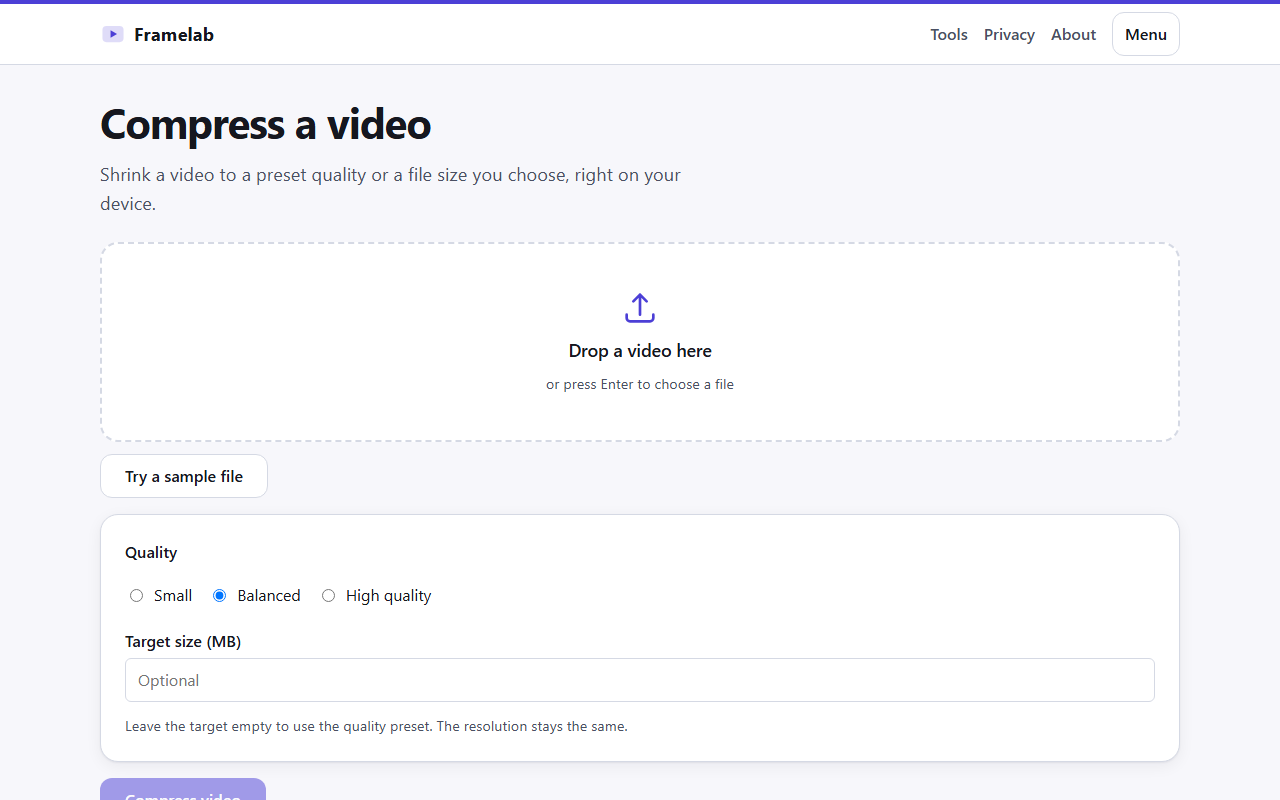 Framelab
Tools Privacy About Menu
Compress a video
Shrink a video to a preset quality or a file size you choose, right on your
device.
Drop a video here
or press Enter to choose a file
Try a sample file
Quality
Small Balanced High quality
Target size (MB)
Optional
Leave the target empty to use the quality preset. The resolution stays the same.
Compress video